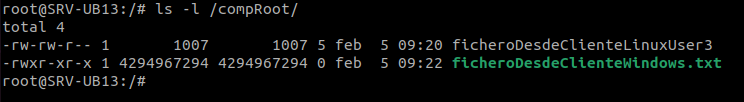 root@SRV-UB13:/# ls -l /compRoot/
total 4
-rw-rw-r-- 1       1007       1007 5 feb  5 09:20 ficheroDesdeClienteLinuxUser3
-rwxr-xr-x 1 4294967294 4294967294 0 feb  5 09:22 ficheroDesdeClienteWindows.txt
root@SRV-UB13:/#